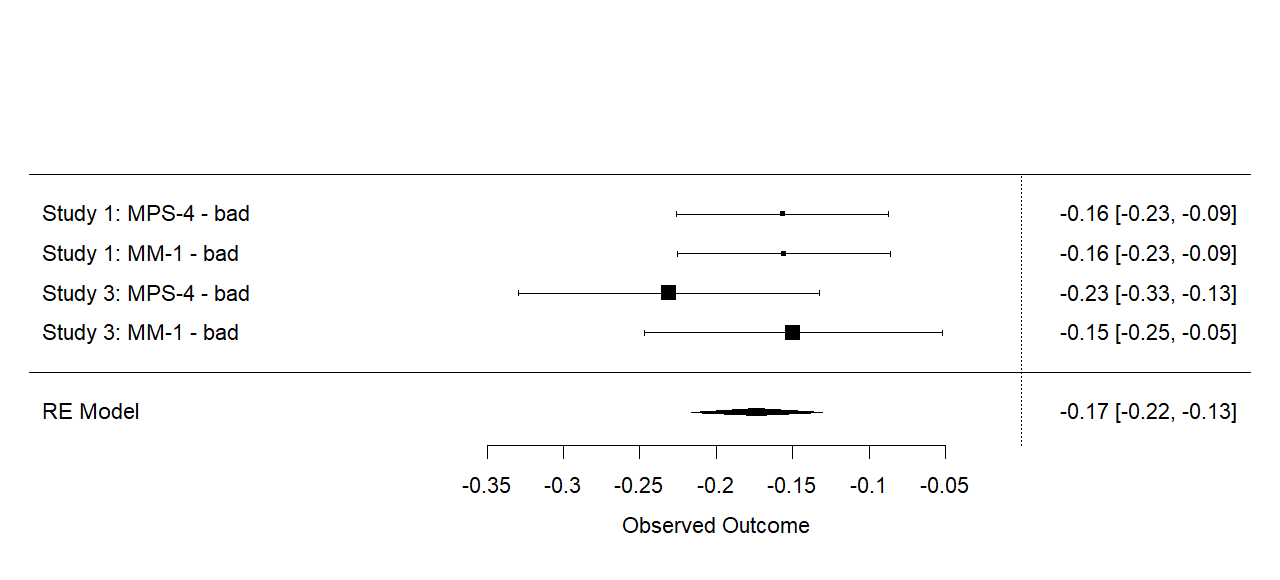 Study 1: MPS-4 - bad -0.16 [-0.23, -0.09]
Study 1: MM-1 - bad -0.16 [-0.23, -0.09]
Study 3: MPS-4 - bad -0.23 [-0.33, -0.13]
Study 3: MM-1 - bad -0.15 [-0.25, -0.05]
RE Model -0.17 [-0.22, -0.13]
-0.35 -0.3 -0.25 -0.2 -0.15 -0.1 -0.05
Observed Outcome